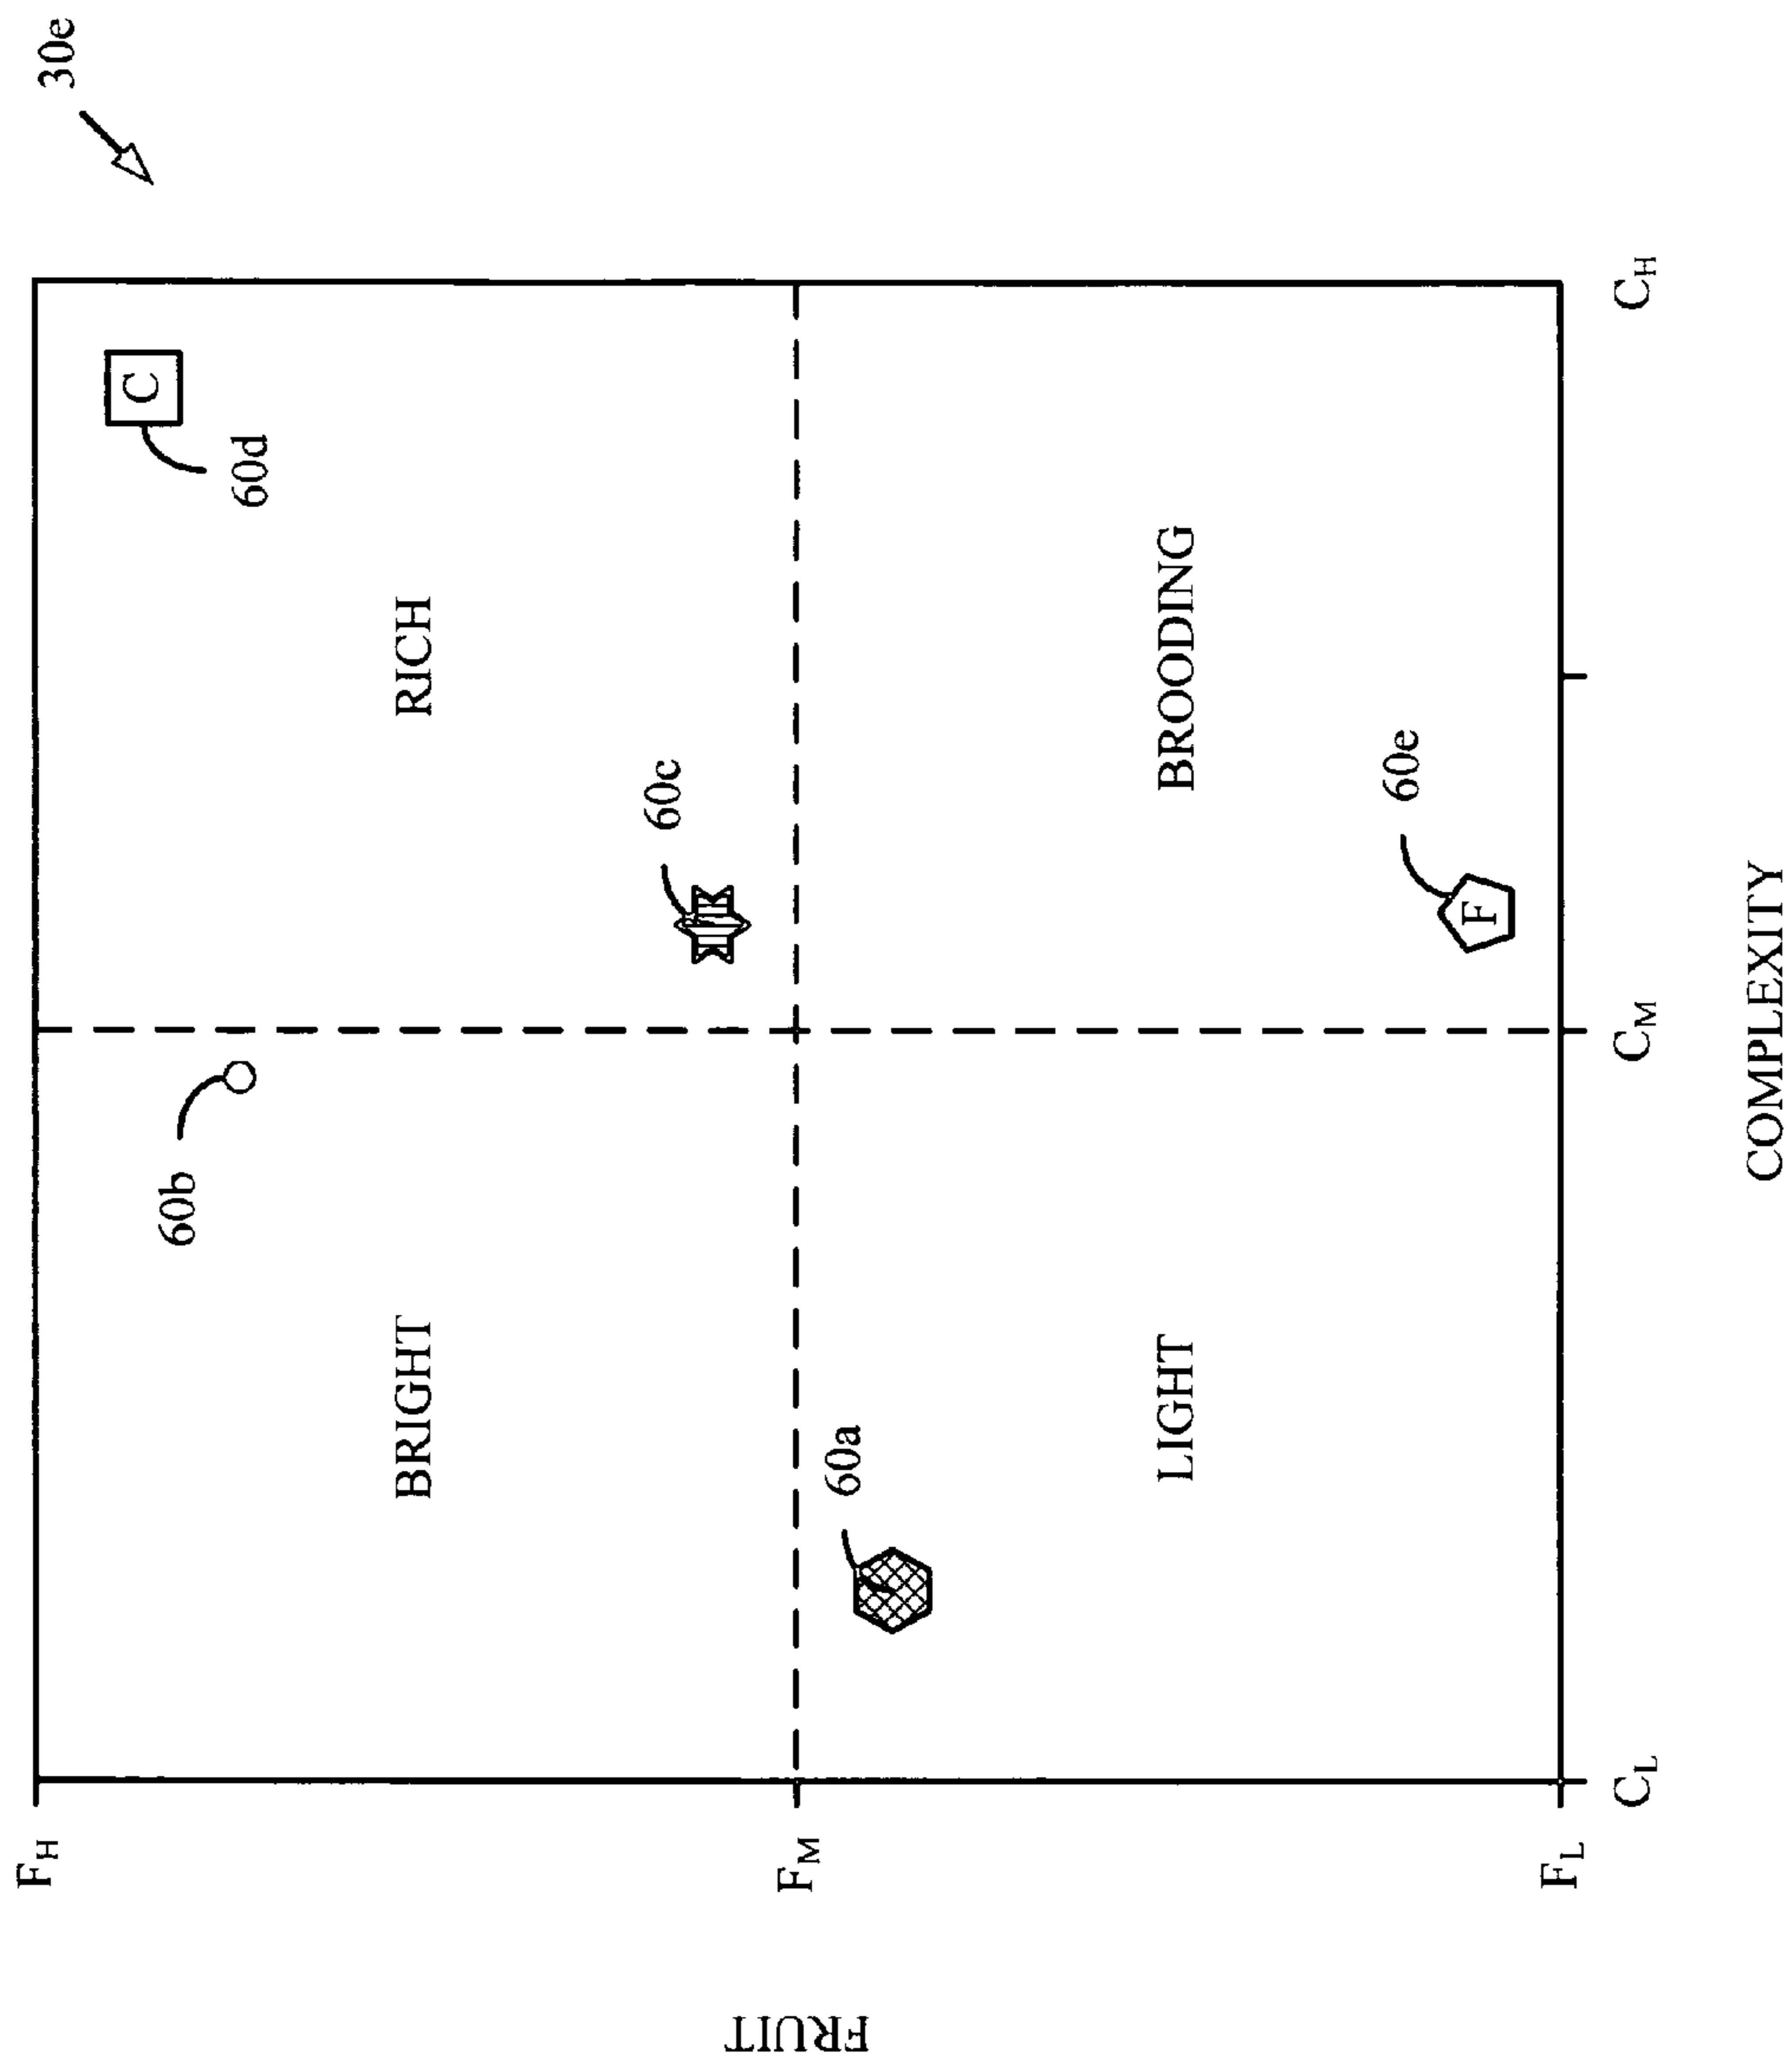 30e
F_H
C
60b
60d
BRIGHT
RICH
60c
F_M
60a
LIGHT
BROODING
60e
F
F_L
C_L
C_M
C_H
COMPLEXITY
FRUIT